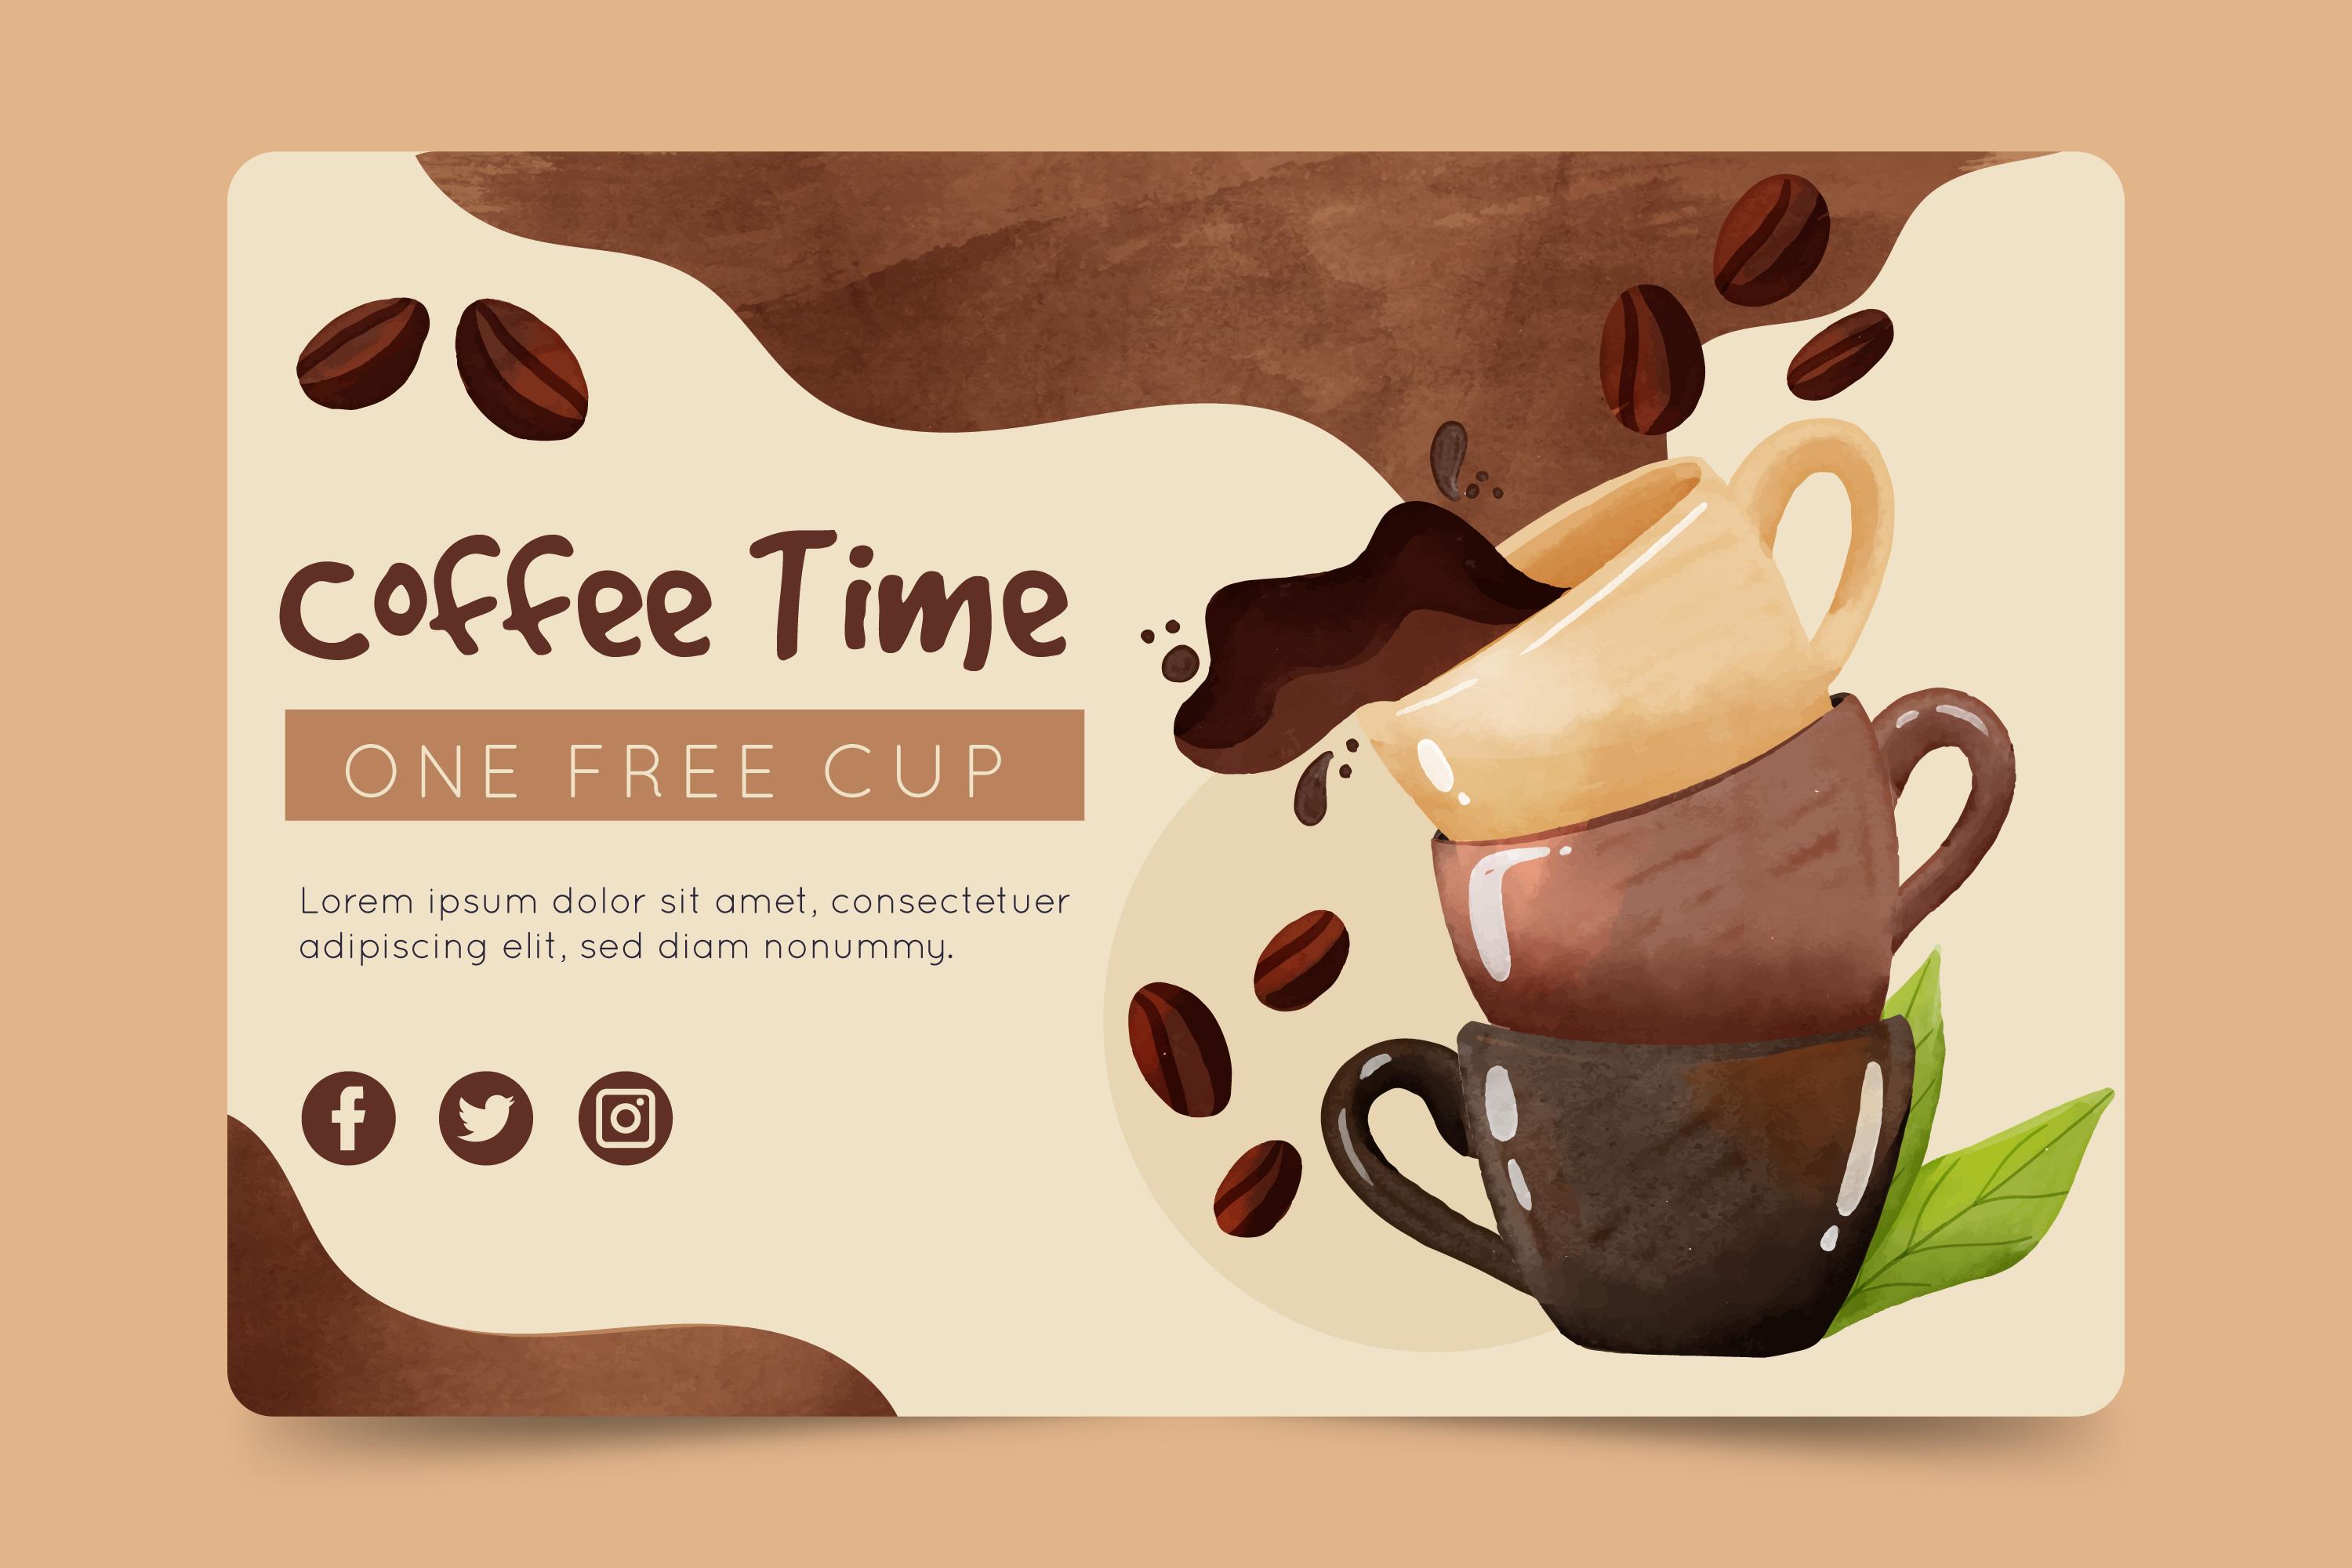 Coffee Time
ONE FREE CUP
Lorem ipsum dolor sit amet, consectetuer
adipiscing elit, sed diam nonummy.